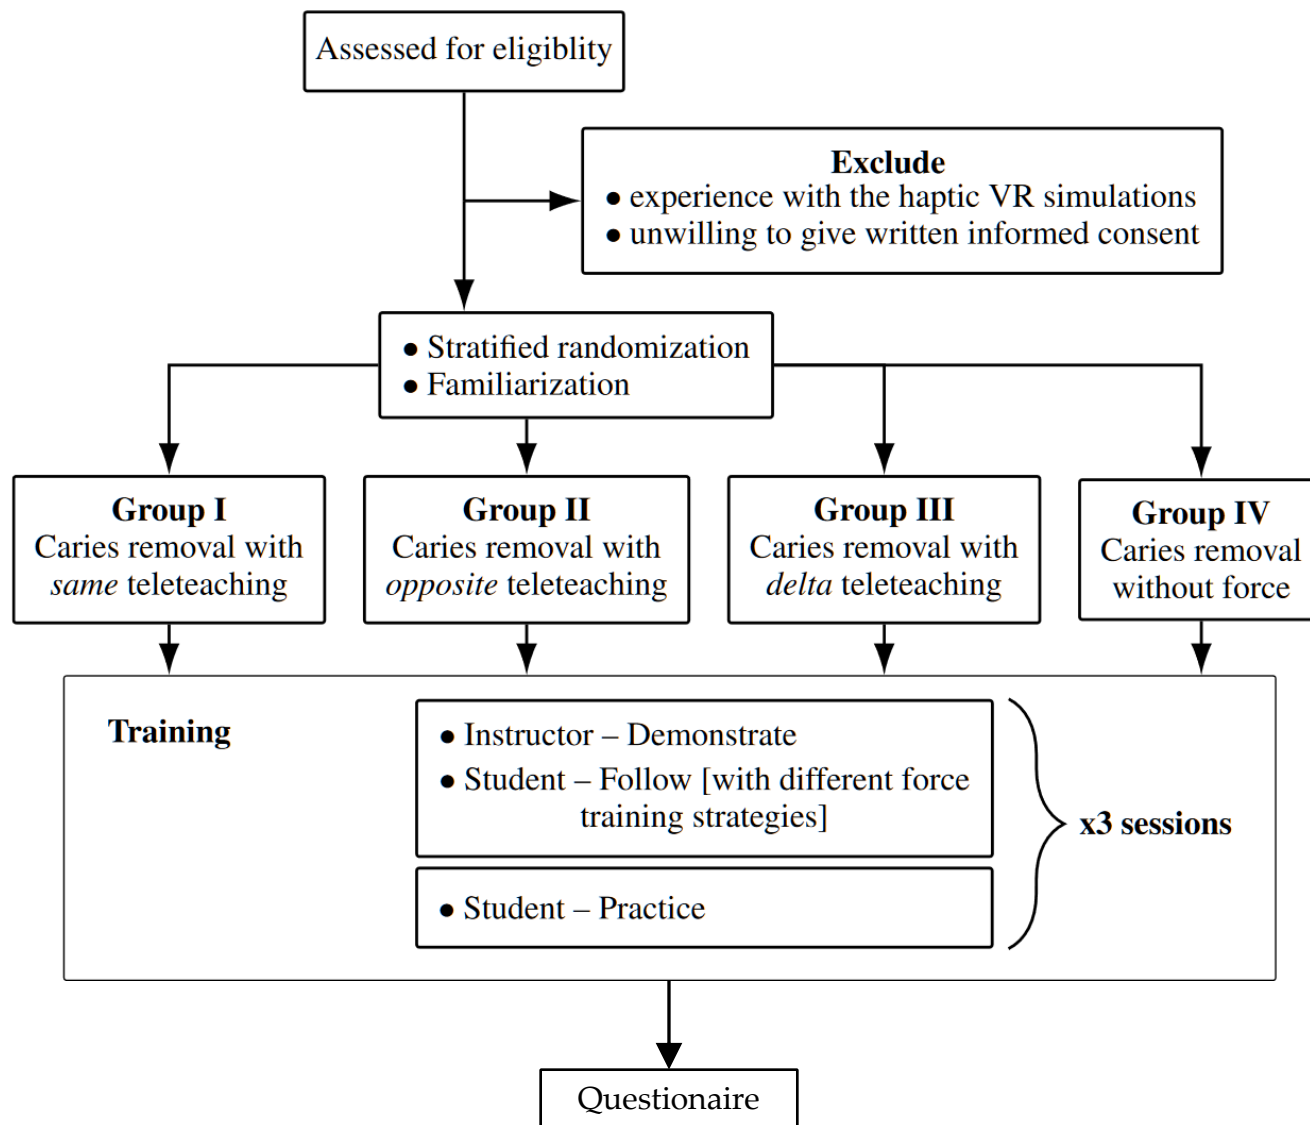 Assessed for eligiblity
Exclude
● experience with the haptic VR simulations
● unwilling to give written informed consent
● Stratified randomization
● Familiarization
Group I
Caries removal with
same teleteaching
Group II
Caries removal with
opposite teleteaching
Group III
Caries removal with
delta teleteaching
Group IV
Caries removal
without force
Training
● Instructor – Demonstrate
● Student – Follow [with different force
training strategies]
● Student – Practice
x3 sessions
Questionaire